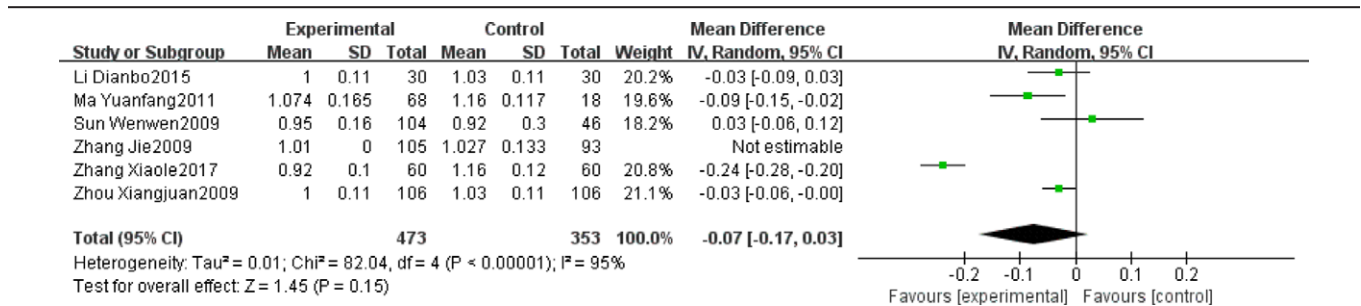 Experimental Control Mean Difference Mean Difference
Study or Subgroup Mean SD Total Mean SD Total Weight IV, Random, 95% CI IV, Random, 95% CI
Li Dianbo2015 1 0.11 30 1.03 0.11 30 20.2% -0.03 [-0.09, 0.03]
Ma Yuanfang2011 1.074 0.165 68 1.16 0.117 18 19.6% -0.09 [-0.15, -0.02]
Sun Wenwen2009 0.95 0.16 104 0.92 0.3 46 18.2% 0.03 [-0.06, 0.12]
Zhang Jie2009 1.01 0 105 1.027 0.133 93 Not estimable
Zhang Xiaole2017 0.92 0.1 60 1.16 0.12 60 20.8% -0.24 [-0.28, -0.20]
Zhou Xiangjuan2009 1 0.11 106 1.03 0.11 106 21.1% -0.03 [-0.06, -0.00]
Total (95% CI) 473 353 100.0% -0.07 [-0.17, 0.03]
Heterogeneity: Tau² = 0.01; Chi² = 82.04, df = 4 (P < 0.00001); I² = 95%
Test for overall effect: Z = 1.45 (P = 0.15)
-0.2 -0.1 0 0.1 0.2
Favours [experimental] Favours [control]